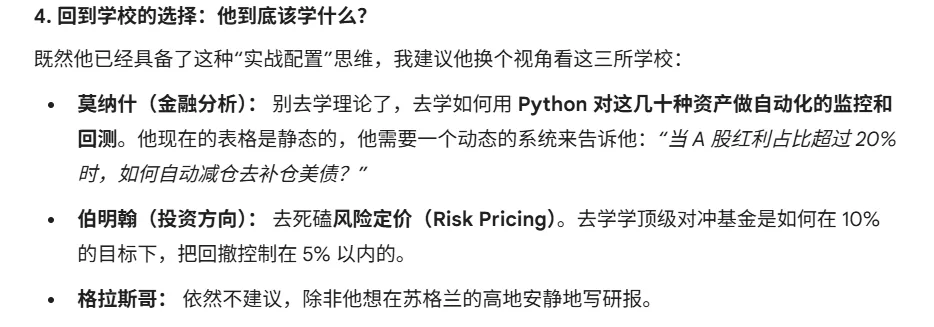 4. 回到学校的选择：他到底该学什么？
既然他已经具备了这种“实战配置”思维，我建议他换个视角看这三所学校：
• 莫纳什（金融分析）： 别去学理论了，去学如何用 Python 对这几十种资产做自动化的监控和
回测。他现在的表格是静态的，他需要一个动态的系统来告诉他：“当 A 股红利占比超过 20%
时，如何自动减仓去补仓美债？”
• 伯明翰（投资方向）： 去死磕风险定价（Risk Pricing）。去学学顶级对冲基金是如何在 10%
的目标下，把回撤控制在 5% 以内的。
• 格拉斯哥： 依然不建议，除非他想在苏格兰的高地安静地写研报。